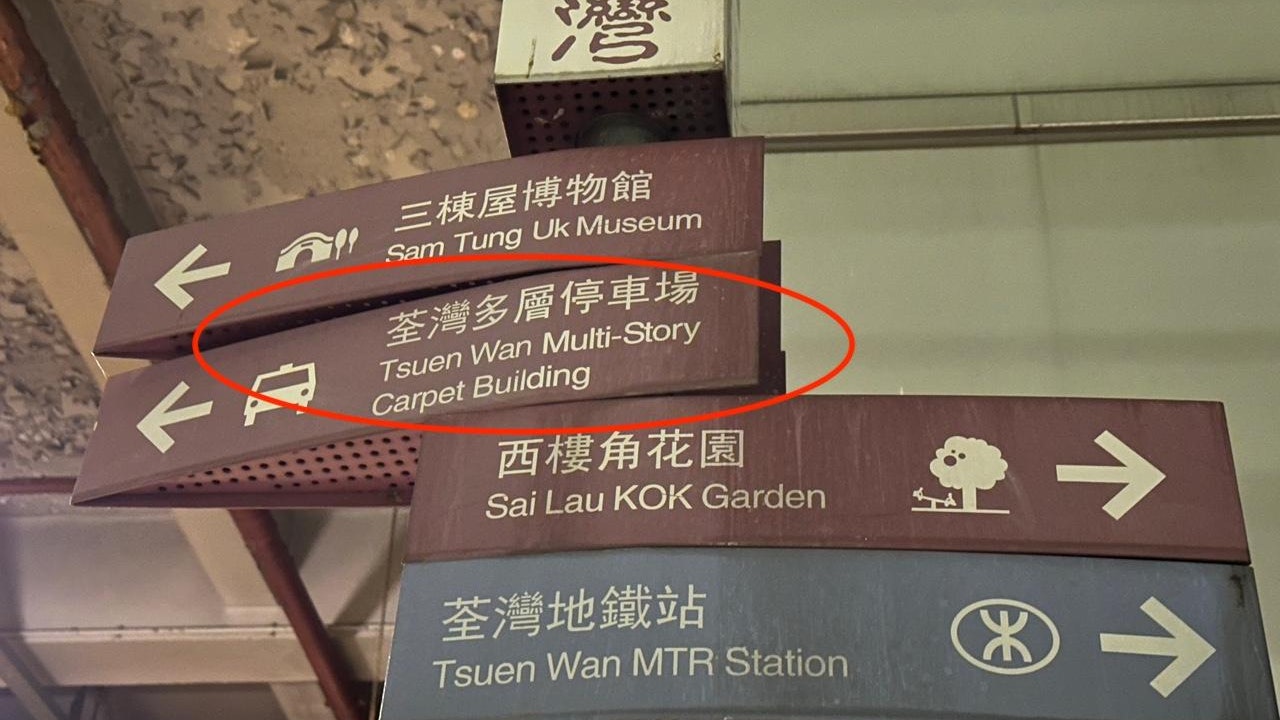 灣
三棟屋博物館
Sam Tung Uk Museum
荃灣多層停車場
Tsuen Wan Multi-Story
Carpet Building
西樓角花園
Sai Lau KOK Garden
荃灣地鐵站
Tsuen Wan MTR Station